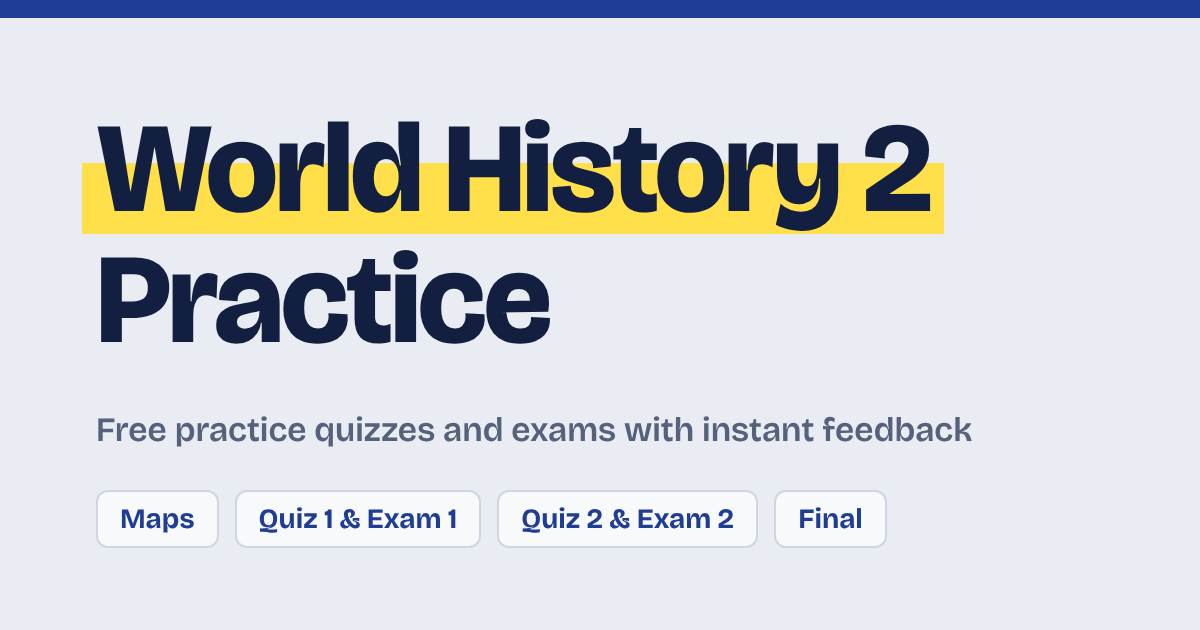 World History 2
Practice
Free practice quizzes and exams with instant feedback
Maps
Quiz 1 & Exam 1
Quiz 2 & Exam 2
Final